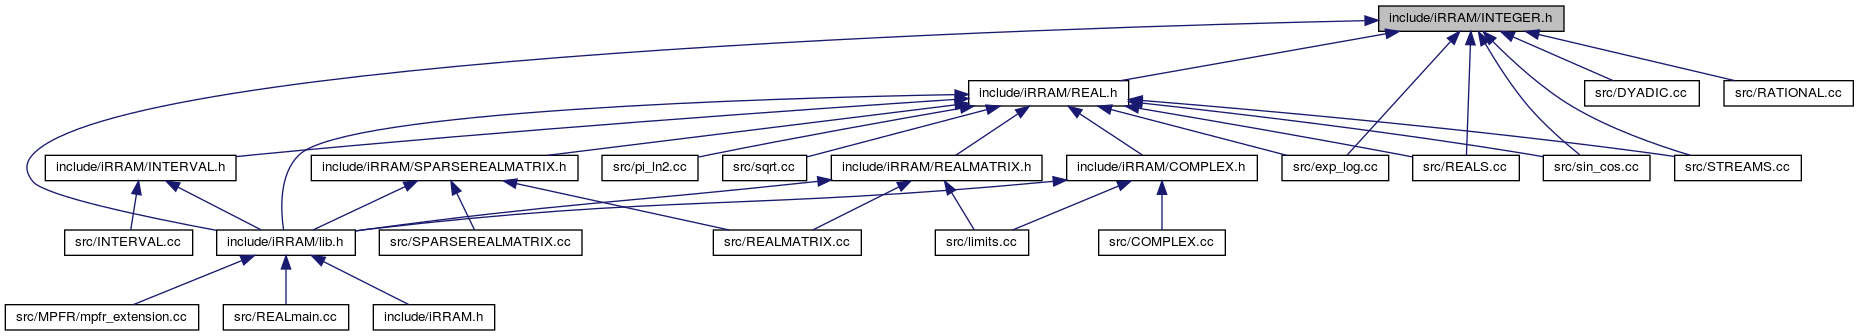 include/iRRAM/INTEGER.h
include/iRRAM/REAL.h
src/DYADIC.cc
src/RATIONAL.cc
include/iRRAM/INTERVAL.h
include/iRRAM/SPARSEREALMATRIX.h
src/pi_ln2.cc
src/sqrt.cc
include/iRRAM/REALMATRIX.h
include/iRRAM/COMPLEX.h
src/exp_log.cc
src/REALS.cc
src/sin_cos.cc
src/STREAMS.cc
src/INTERVAL.cc
include/iRRAM/lib.h
src/SPARSEREALMATRIX.cc
src/REALMATRIX.cc
src/limits.cc
src/COMPLEX.cc
src/MPFR/mpfr_extension.cc
src/REALmain.cc
include/iRRAM.h